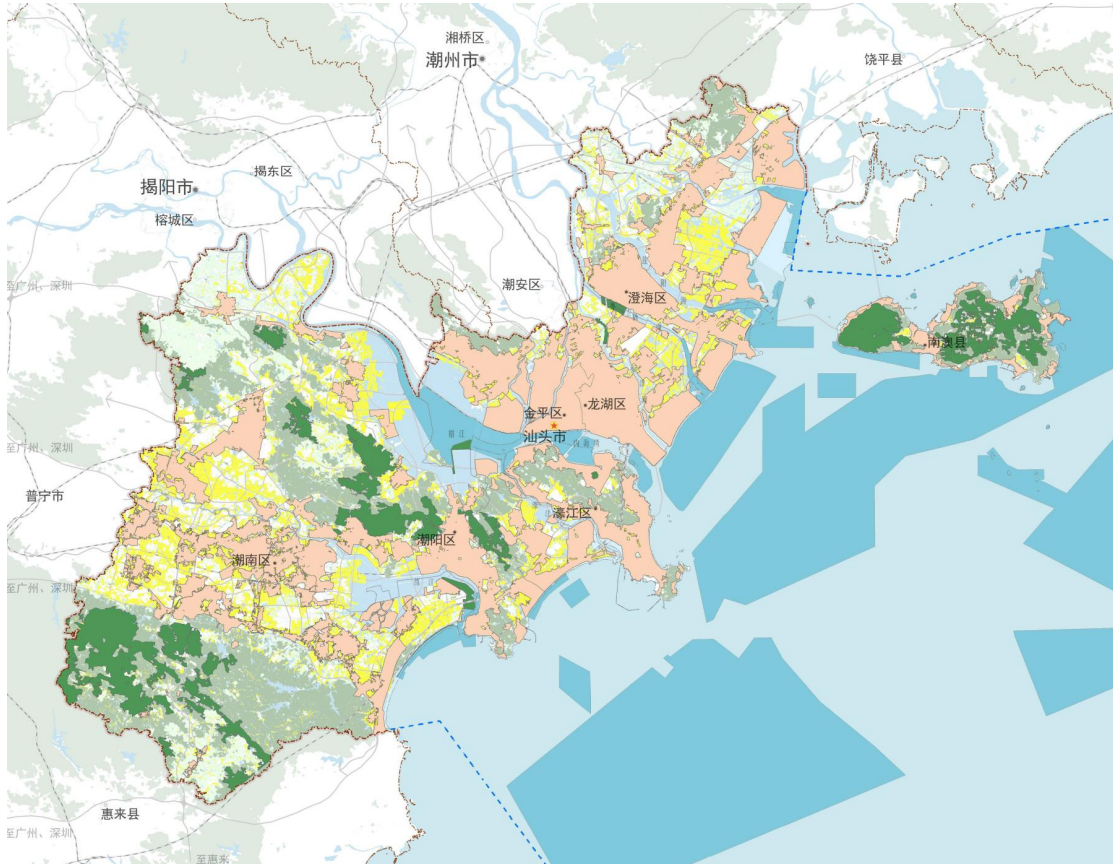 湘桥区
潮州市
饶平县
揭东区
揭阳市
榕城区
潮安区
至广州、深圳
澄海区
南澳县
金平区
龙湖区
汕头市
至广州、深圳
普宁市
濠江区
潮阳区
潮南区
至广州、深圳
惠来县
至广州、深圳
至惠来